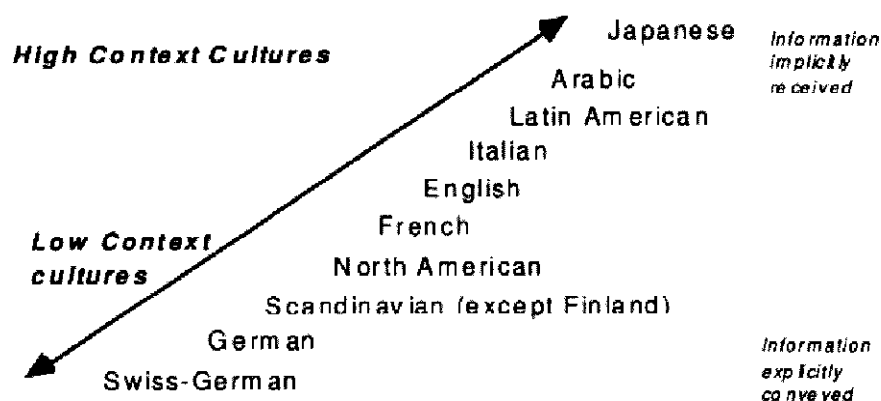 Japanese
High Context Cultures
Information
implicitly
received
Arabic
Latin American
Italian
English
French
Low Context
cultures
North American
Scandinavian (except Finland)
German
Information
explicitly
conveyed
Swiss-German